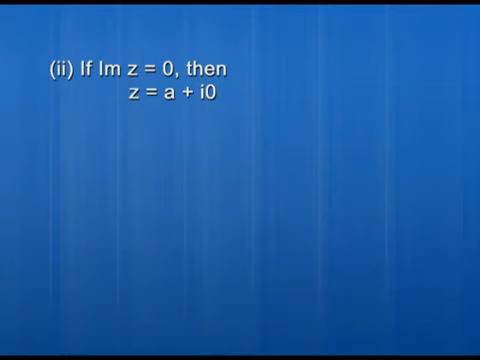 (ii) If Im z = 0, then
z = a + i0